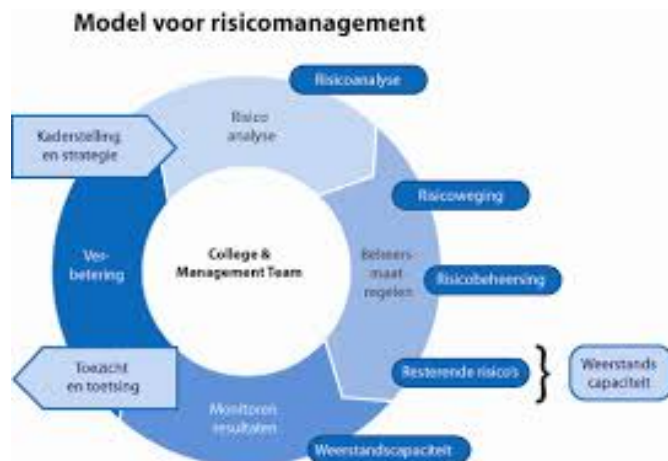 Model voor risicomanagement
Risicoanalyse
Risico
analyse
Kaderstelling
en strategie
Risicoweging
Ver-
betering
College &
Management Team
Beheers
maat
regelen
Risicobeheersing
Toezicht
en toetsing
Resterende risico's
Weerstands
capaciteit
Monitoren
resultaten
Weerstandscapaciteit